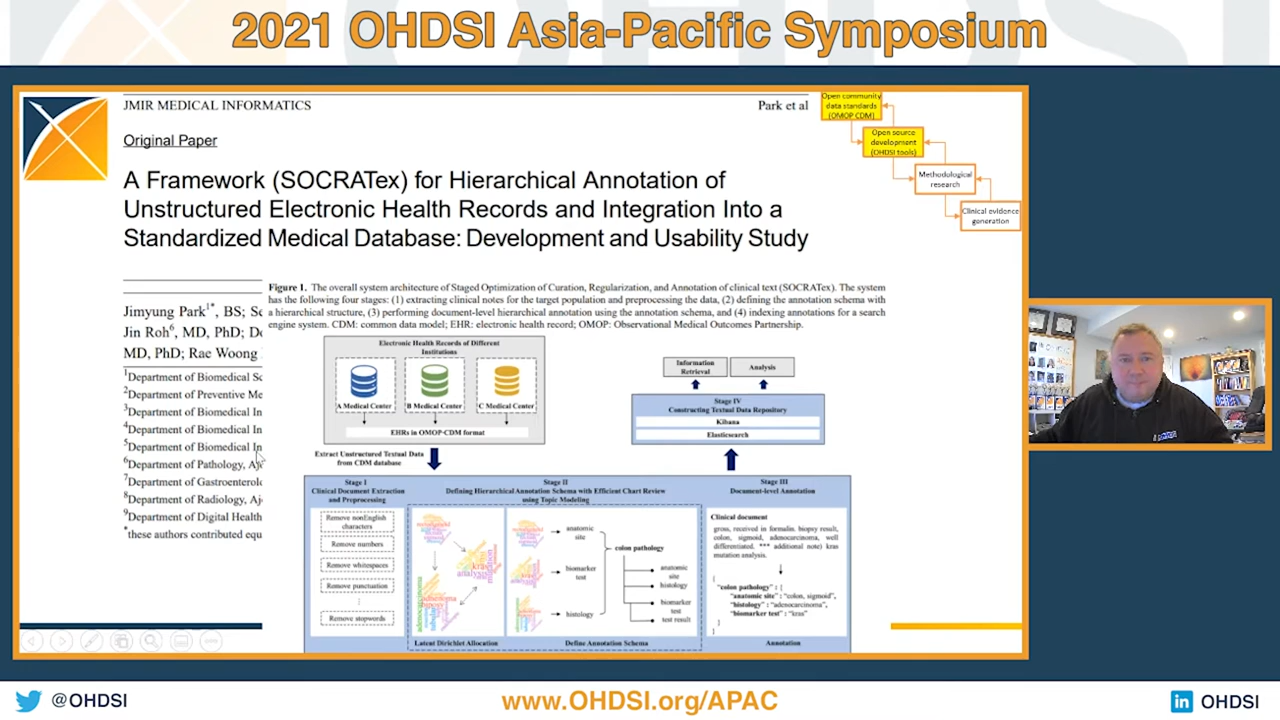 2021 OHDSI Asia-Pacific Symposium
JMIR MEDICAL INFORMATICS
Park et al
Original Paper
A Framework (SOCRATex) for Hierarchical Annotation of
Unstructured Electronic Health Records and Integration Into a
Standardized Medical Database: Development and Usability Study
Open community
data standards
(OMOP CDM)
Open source
development
(OHDSI tools)
Methodological
research
Clinical evidence
generation
Jimyung Park1*, BS; Se
Jin Roh6, MD, PhD; Do
MD, PhD; Rae Woong
1Department of Biomedical Sc
2Department of Preventive Me
3Department of Biomedical In
4Department of Biomedical In
5Department of Biomedical In
6Department of Pathology, Aj
7Department of Gastroenterol
8Department of Radiology, Ajo
9Department of Digital Health
*these authors contributed equ
Figure 1. The overall system architecture of Staged Optimization of Curation, Regularization, and Annotation of clinical text (SOCRATex). The system
has the following four stages: (1) extracting clinical notes for the target population and preprocessing the data, (2) defining the annotation schema with
a hierarchical structure, (3) performing document-level hierarchical annotation using the annotation schema, and (4) indexing annotations for a search
engine system. CDM: common data model; EHR: electronic health record; OMOP: Observational Medical Outcomes Partnership.
Electronic Health Records of Different
Institutions
A Medical Center
B Medical Center
C Medical Center
EHRs in OMOP-CDM format
Extract Unstructured Textual Data
from CDM database
Information
Retrieval
Analysis
Stage IV
Constructing Textual Data Repository
Kibana
Elasticsearch
Stage I
Clinical Document Extraction
and Preprocessing
Remove nonEnglish
characters
Remove numbers
Remove whitespaces
Remove punctuation
Remove stopwords
Stage II
Defining Hierarchical Annotation Schema with Efficient Chart Review
using Topic Modeling
anatomic
site
biomarker
test
histology
colon pathology
anatomic
site
histology
biomarker
test
test result
Latent Dirichlet Allocation
Define Annotation Schema
Stage III
Document-level Annotation
Clinical document
gross, received in formalin. biopsy result,
colon, sigmoid, adenocarcinoma, well
differentiated. *** additional note) kras
mutation analysis.
{
"colon pathology" : [
"anatomic site" : "colon, sigmoid",
"histology" : "adenocarcinoma",
"biomarker test" : "kras"
]
}
Annotation
@OHDSI
www.OHDSI.org/APAC
OHDSI